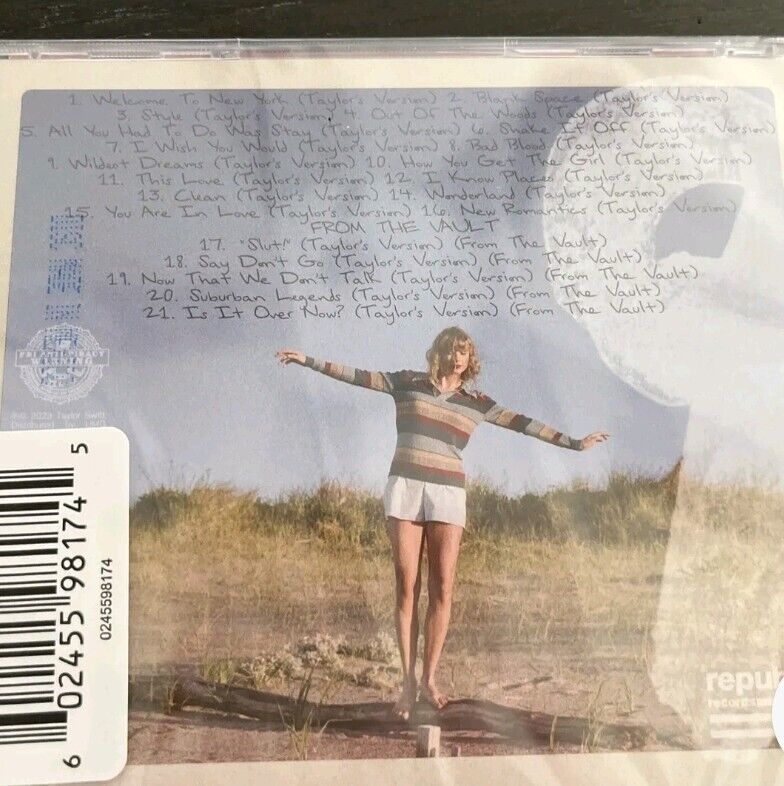 1. Welcome To New York (Taylor's Version) 2. Blank Space (Taylor's Version)
3. Style (Taylor's Version) 4. Out Of The Woods (Taylor's Version)
5. All You Had To Do Was Stay (Taylor's Version) 6. Shake It Off (Taylor's Version)
7. I Wish You Would (Taylor's Version) 8. Bad Blood (Taylor's Version)
9. Wildest Dreams (Taylor's Version) 10. How You Get The Girl (Taylor's Version)
11. This Love (Taylor's Version) 12. I Know Places (Taylor's Version)
13. Clean (Taylor's Version) 14. Wonderland (Taylor's Version)
15. You Are In Love (Taylor's Version) 16. New Romantics (Taylor's Version)
FROM THE VAULT
17. "Slut!" (Taylor's Version) (From The Vault)
18. Say Don't Go (Taylor's Version) (From The Vault)
19. Now That We Don't Talk (Taylor's Version) (From The Vault)
20. Suburban Legends (Taylor's Version) (From The Vault)
21. Is It Over Now? (Taylor's Version) (From The Vault)
2023 Taylor Swift
Distributed by
6 02455 98174 5
0245598174
repu
records